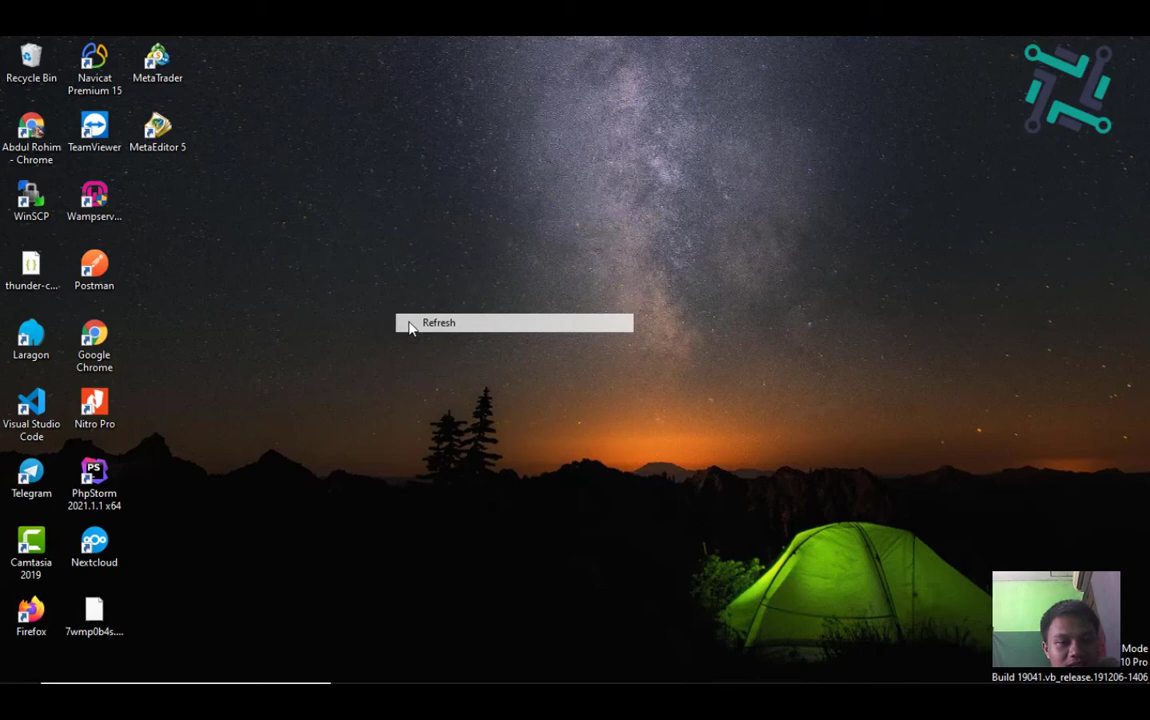 Recycle Bin
Navicat
Premium 15
MetaTrader
Abdul Rohim
- Chrome
TeamViewer
MetaEditor 5
WinSCP
Wampserv...
thunder-c...
Postman
Laragon
Google
Chrome
Visual Studio
Code
Nitro Pro
Telegram
PS
PhpStorm
2021.1.1 x64
Camtasia
2019
Nextcloud
Firefox
7wmp0b4s....
Refresh
Mode
10 Pro
Build 19041.vb_release.191206-1406